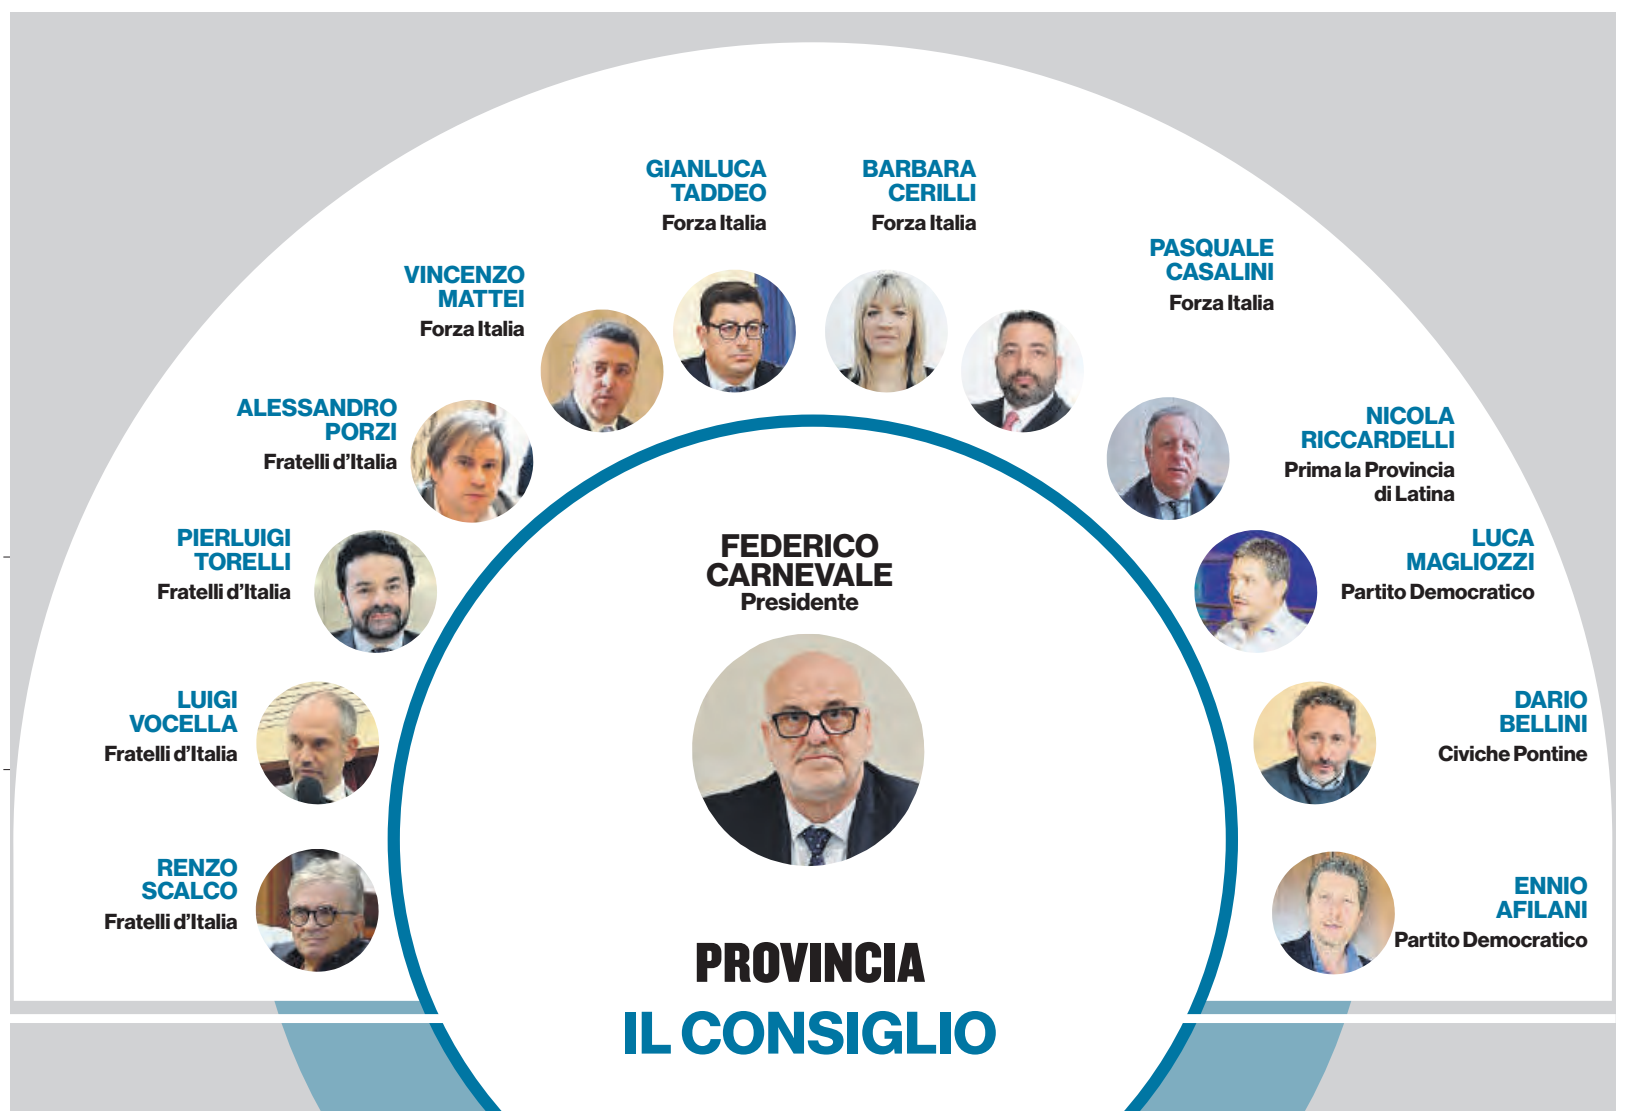 GIANLUCA
TADDEO
Forza Italia
BARBARA
CERILLI
Forza Italia
PASQUALE
CASALINI
Forza Italia
VINCENZO
MATTEI
Forza Italia
ALESSANDRO
PORZI
Fratelli d'Italia
NICOLA
RICCARDELLI
Prima la Provincia
di Latina
PIERLUIGI
TORELLI
Fratelli d'Italia
LUCA
MAGLIOZZI
Partito Democratico
FEDERICO
CARNEVALE
Presidente
LUIGI
VOCELLA
Fratelli d'Italia
DARIO
BELLINI
Civiche Pontine
RENZO
SCALCO
Fratelli d'Italia
ENNIO
AFILANI
Partito Democratico
PROVINCIA
IL CONSIGLIO